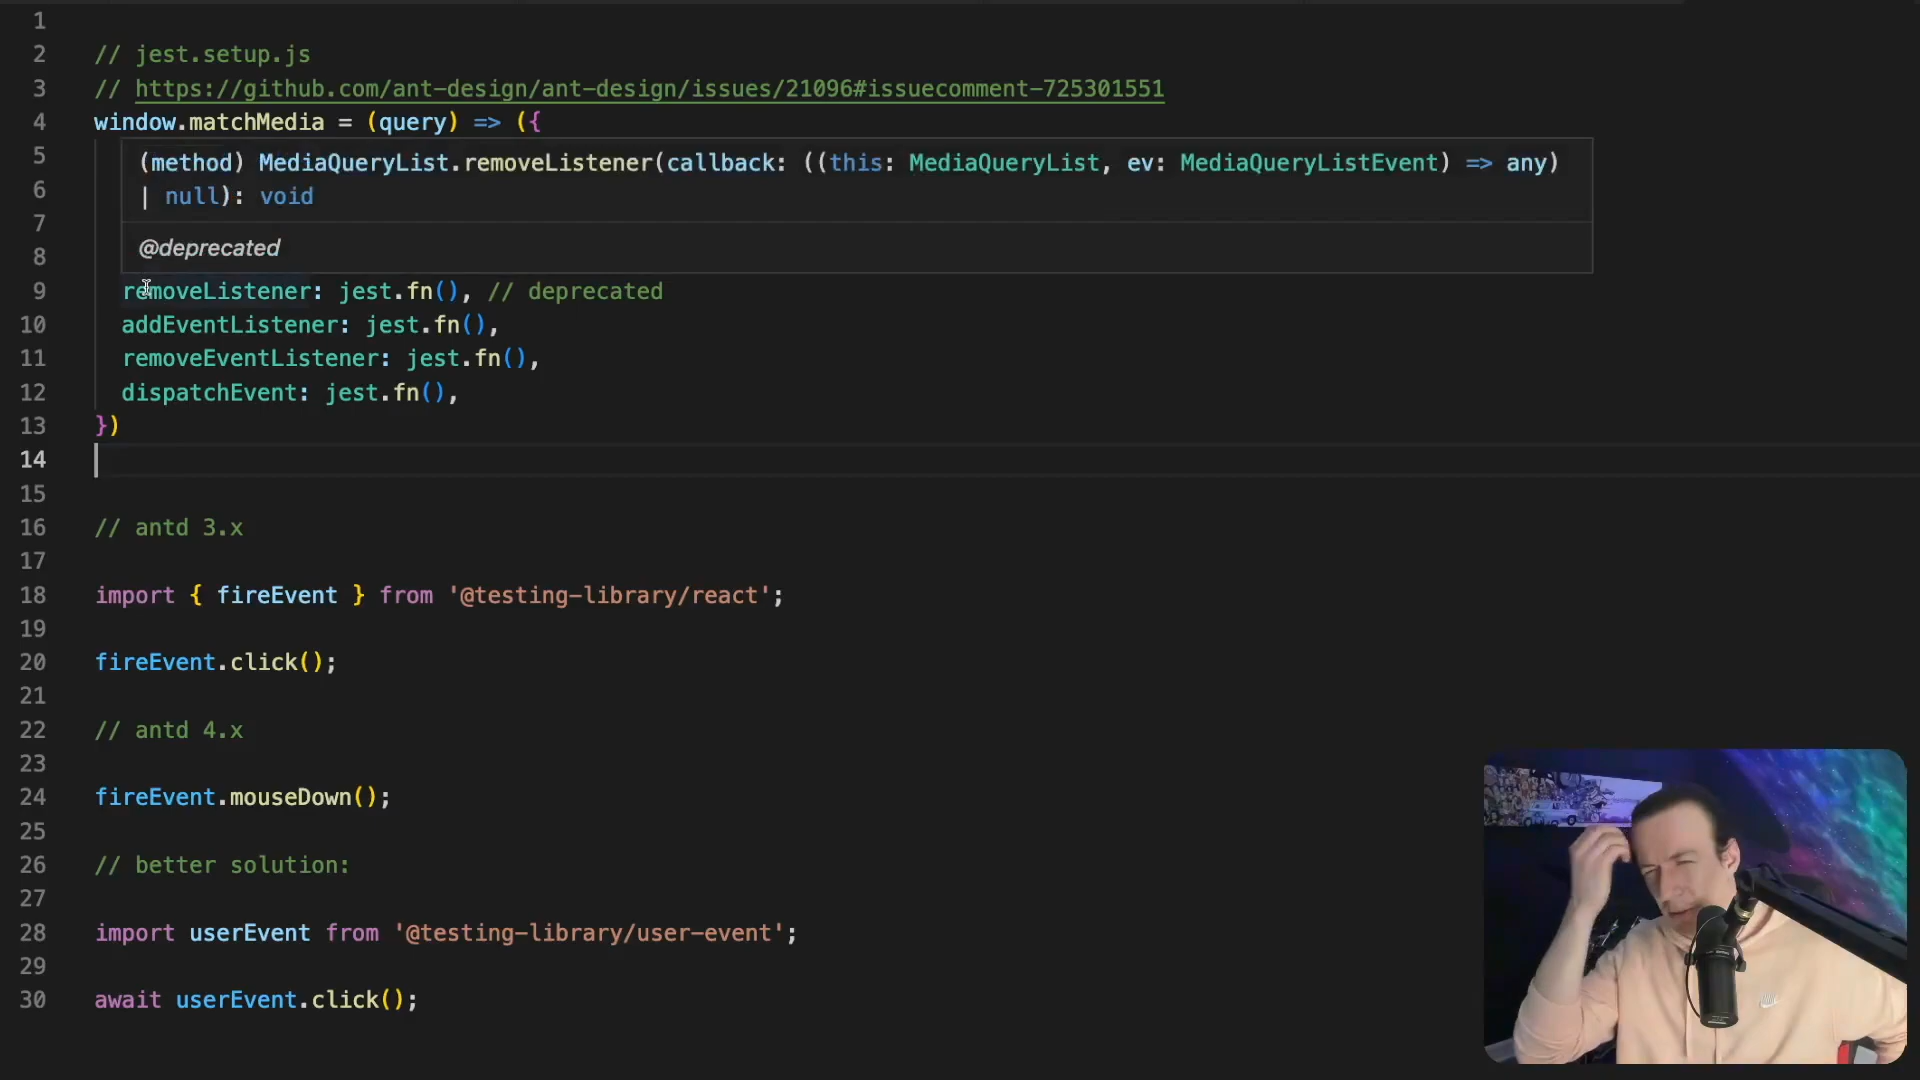 1
2 // jest.setup.js
3 // https://github.com/ant-design/ant-design/issues/21096#issuecomment-725301551
4 window.matchMedia = (query) => ({
5 (method) MediaQueryList.removeListener(callback: ((this: MediaQueryList, ev: MediaQueryListEvent) => any)
6 | null): void
7
8 @deprecated
9 removeListener: jest.fn(), // deprecated
10 addEventListener: jest.fn(),
11 removeEventListener: jest.fn(),
12 dispatchEvent: jest.fn(),
13 })
14
15
16 // antd 3.x
17
18 import { fireEvent } from '@testing-library/react';
19
20 fireEvent.click();
21
22 // antd 4.x
23
24 fireEvent.mouseDown();
25
26 // better solution:
27
28 import userEvent from '@testing-library/user-event';
29
30 await userEvent.click();